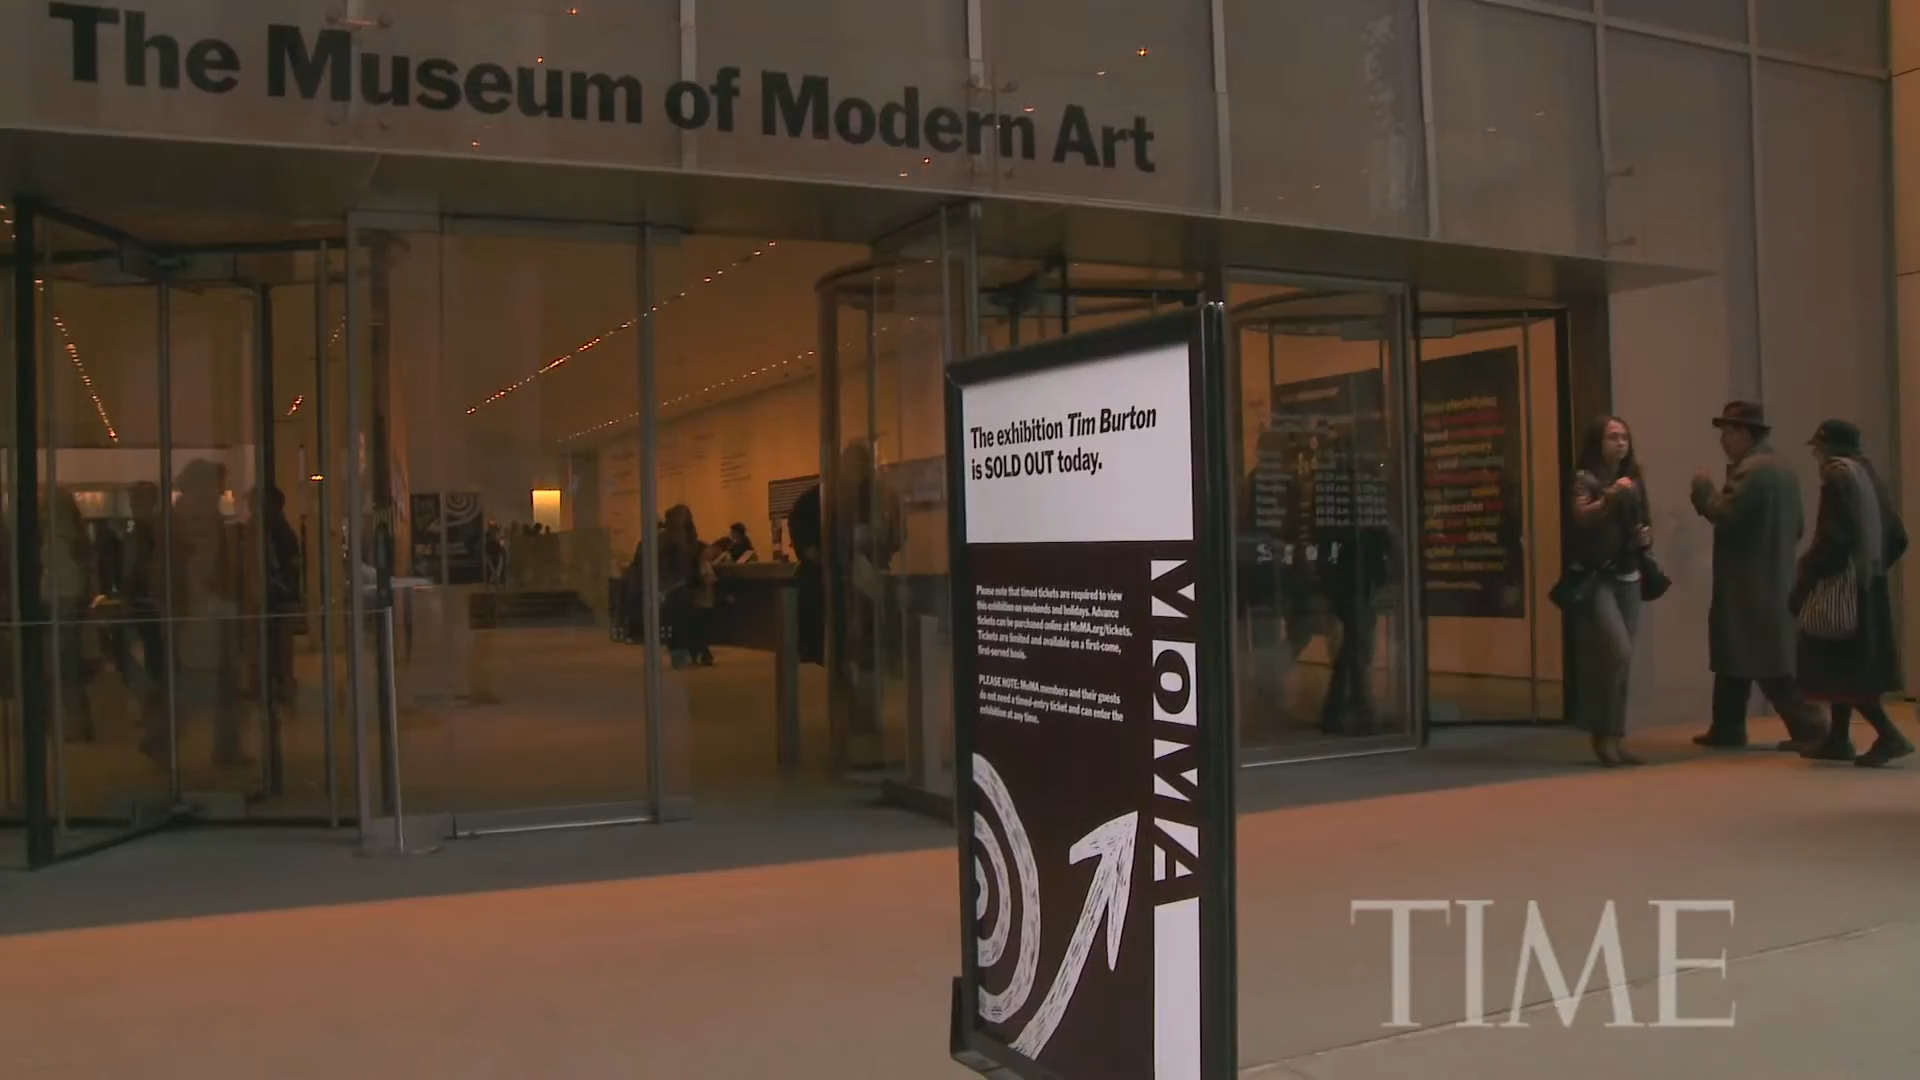 The Museum of Modern Art
The exhibition Tim Burton
is SOLD OUT today.
Please note that timed tickets are required to view
this exhibition on weekends and holidays. Advance
tickets can be purchased online at MoMA.org/tickets.
Tickets are limited and available on a first-come,
first-served basis.
PLEASE NOTE: MoMA members and their guests
do not need a timed-entry ticket and can enter the
exhibition at any time.
MOMA
TIME